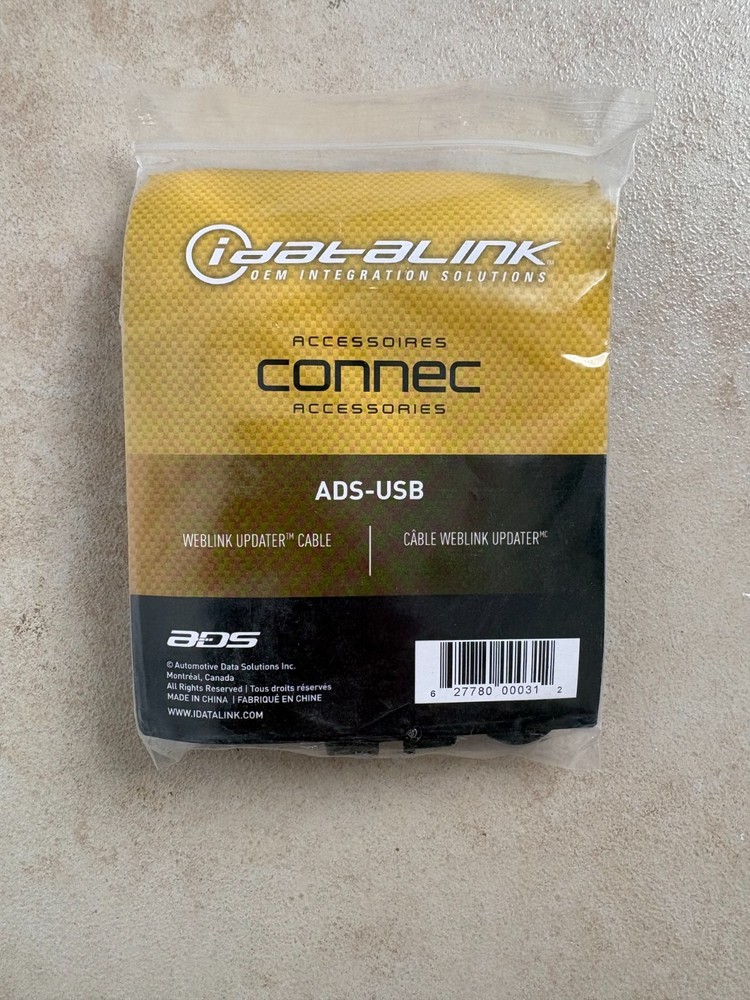 idatalink™
OEM INTEGRATION SOLUTIONS
ACCESSOIRES
connec
ACCESSORIES
ADS-USB
WEBLINK UPDATER™ CABLE
CÂBLE WEBLINK UPDATERᴹᶜ
ADS
© Automotive Data Solutions Inc.
Montréal, Canada
All Rights Reserved | Tous droits réservés
MADE IN CHINA | FABRIQUÉ EN CHINE
WWW.IDATALINK.COM
6 27780 00031 2